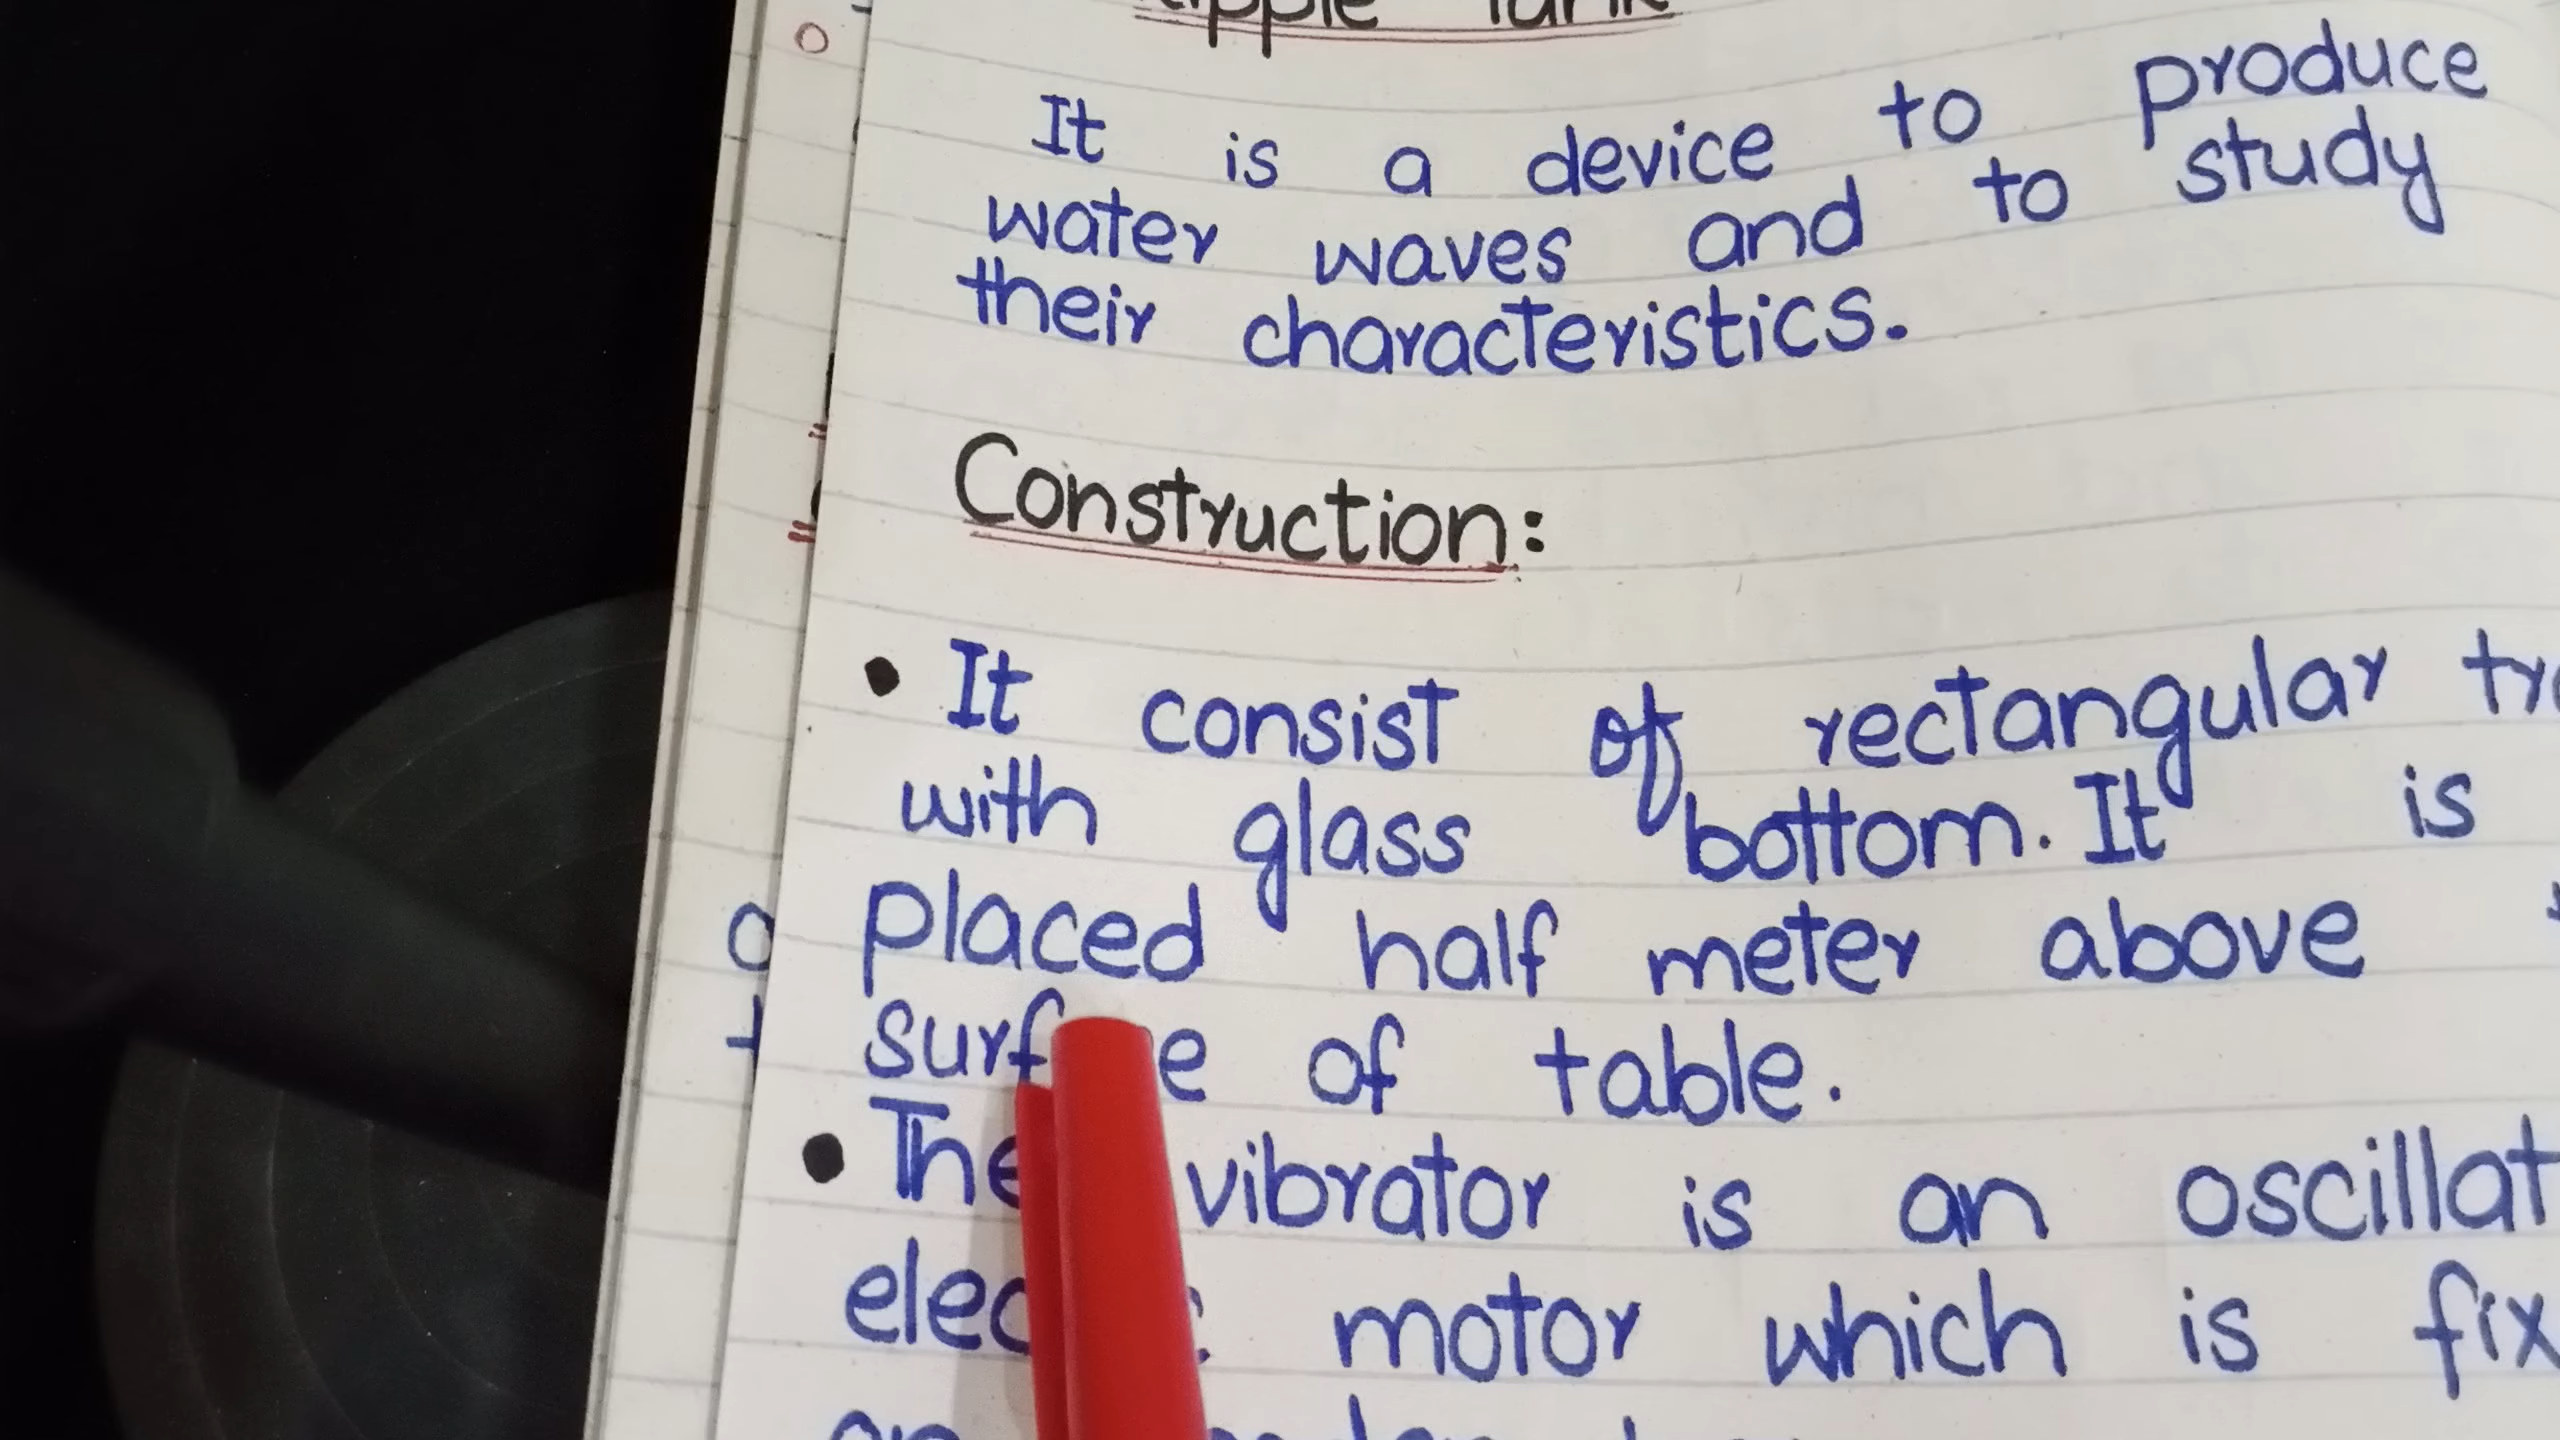 It is a device to produce
water waves and to study
their characteristics.
Construction:
• It consist of rectangular
with glass bottom. It is
placed half meter above
of table.
• vibrator is an
motor which is